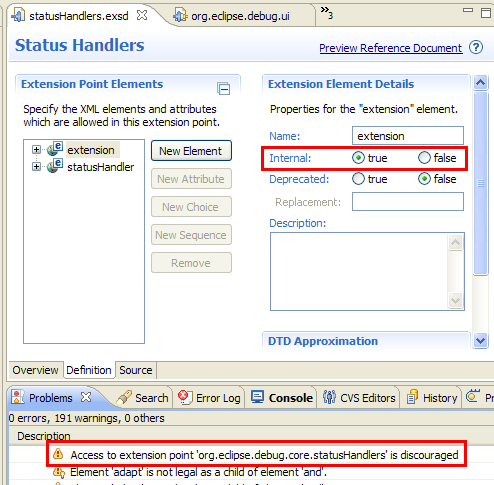 statusHandlers.exsd
org.eclipse.debug.ui
»3
Status Handlers
Preview Reference Document
Extension Point Elements
Specify the XML elements and attributes
which are allowed in this extension point.
extension
statusHandler
New Element
New Attribute
New Choice
New Sequence
Remove
Extension Element Details
Properties for the "extension" element.
Name: extension
Internal: true false
Deprecated: true false
Replacement:
Description:
DTD Approximation
Overview Definition Source
Problems Search Error Log Console CVS Editors History Pr
0 errors, 191 warnings, 0 others
Description
Access to extension point 'org.eclipse.debug.core.statusHandlers' is discouraged
Element 'adapt' is not legal as a child of element 'and'.